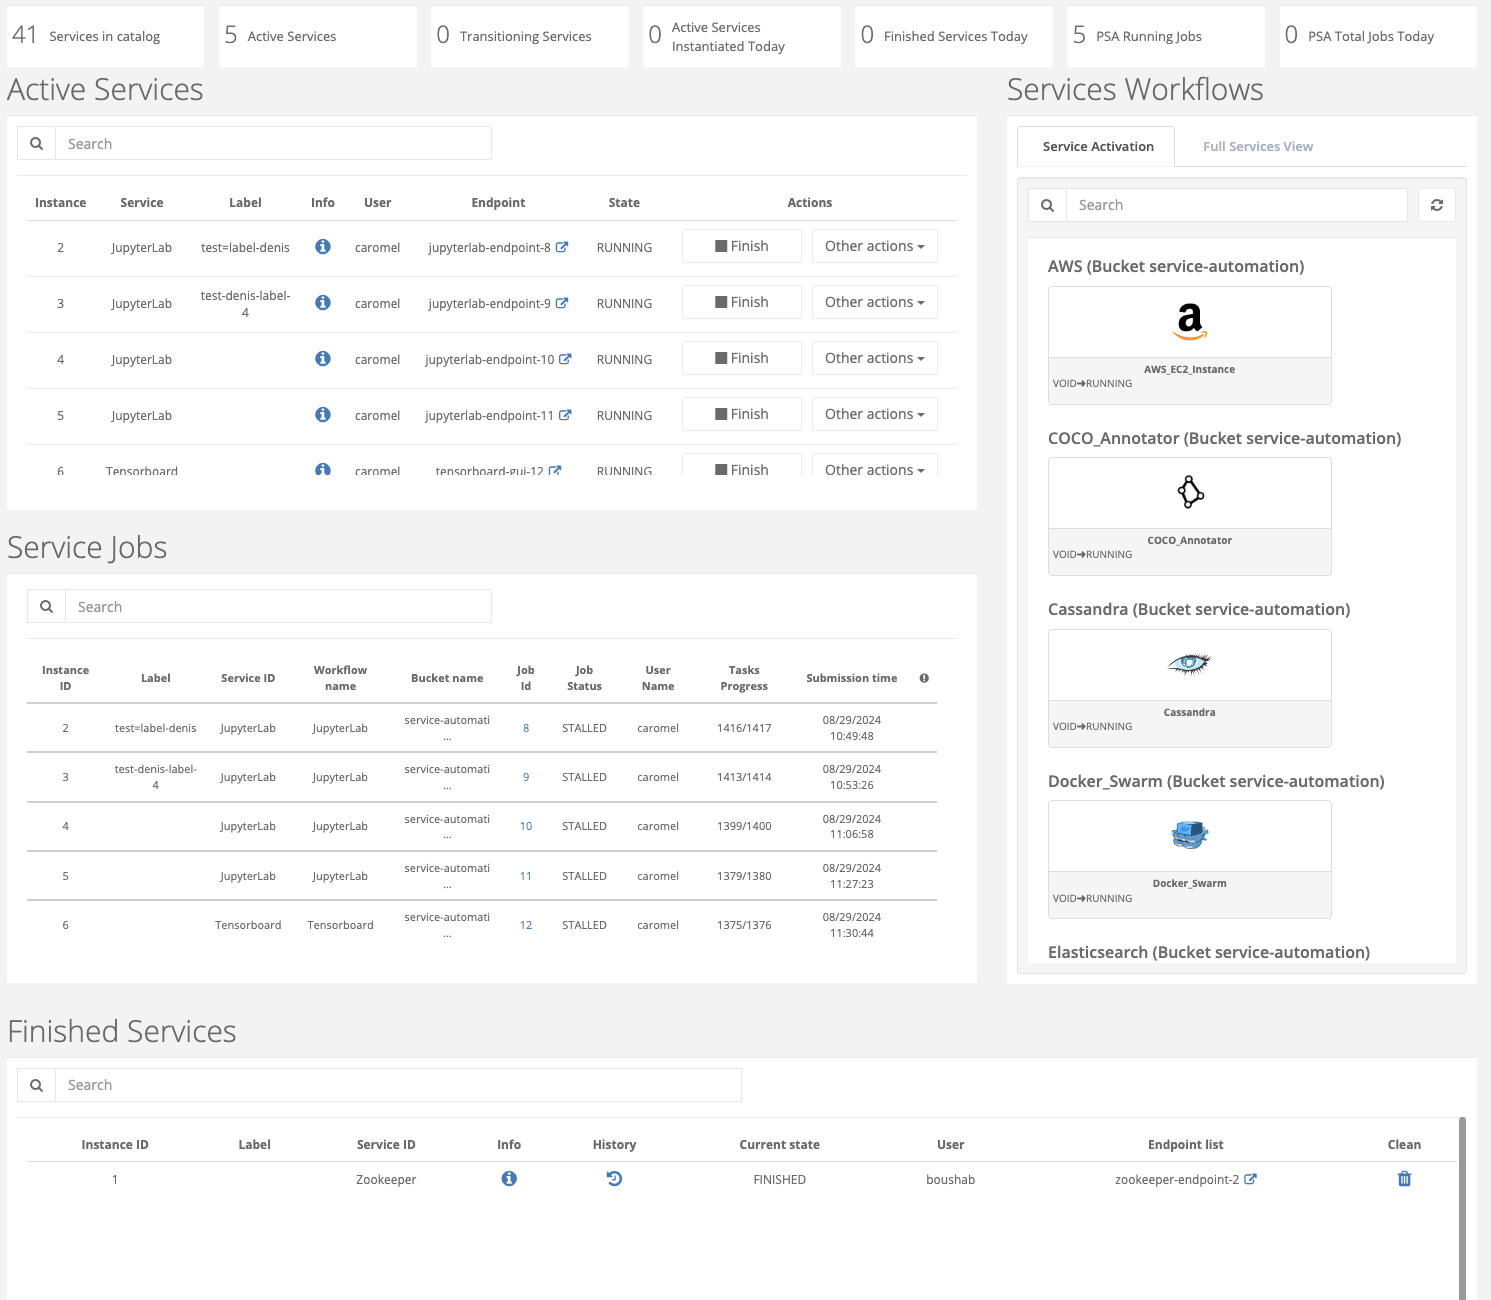 41 Services in catalog
5 Active Services
0 Transitioning Services
0 Active Services
Instantiated Today
0 Finished Services Today
5 PSA Running Jobs
0 PSA Total Jobs Today
Active Services
Search
Instance Service Label Info User Endpoint State Actions
2 JupyterLab test=label-denis caromel jupyterlab-endpoint-8 RUNNING Finish Other actions
3 JupyterLab test-denis-label-
4 caromel jupyterlab-endpoint-9 RUNNING Finish Other actions
4 JupyterLab caromel jupyterlab-endpoint-10 RUNNING Finish Other actions
5 JupyterLab caromel jupyterlab-endpoint-11 RUNNING Finish Other actions
6 Tensorboard caromel tensorboard-gui-12 RUNNING Finish Other actions
Service Jobs
Search
Instance
ID
Label
Service ID
Workflow
name
Bucket name
Job
Id
Job
Status
User
Name
Tasks
Progress
Submission time
2 test=label-denis JupyterLab JupyterLab service-automati
... 8 STALLED caromel 1416/1417 08/29/2024
10:49:48
3 test-denis-label-
4 JupyterLab JupyterLab service-automati
... 9 STALLED caromel 1413/1414 08/29/2024
10:53:26
4 JupyterLab JupyterLab service-automati
... 10 STALLED caromel 1399/1400 08/29/2024
11:06:58
5 JupyterLab JupyterLab service-automati
... 11 STALLED caromel 1379/1380 08/29/2024
11:27:23
6 Tensorboard Tensorboard service-automati
... 12 STALLED caromel 1375/1376 08/29/2024
11:30:44
Services Workflows
Service Activation Full Services View
Search
AWS (Bucket service-automation)
a
AWS_EC2_Instance
VOID➔RUNNING
COCO_Annotator (Bucket service-automation)
COCO_Annotator
VOID➔RUNNING
Cassandra (Bucket service-automation)
Cassandra
VOID➔RUNNING
Docker_Swarm (Bucket service-automation)
Docker_Swarm
VOID➔RUNNING
Elasticsearch (Bucket service-automation)
Finished Services
Search
Instance ID Label Service ID Info History Current state User Endpoint list Clean
1 Zookeeper FINISHED boushab zookeeper-endpoint-2